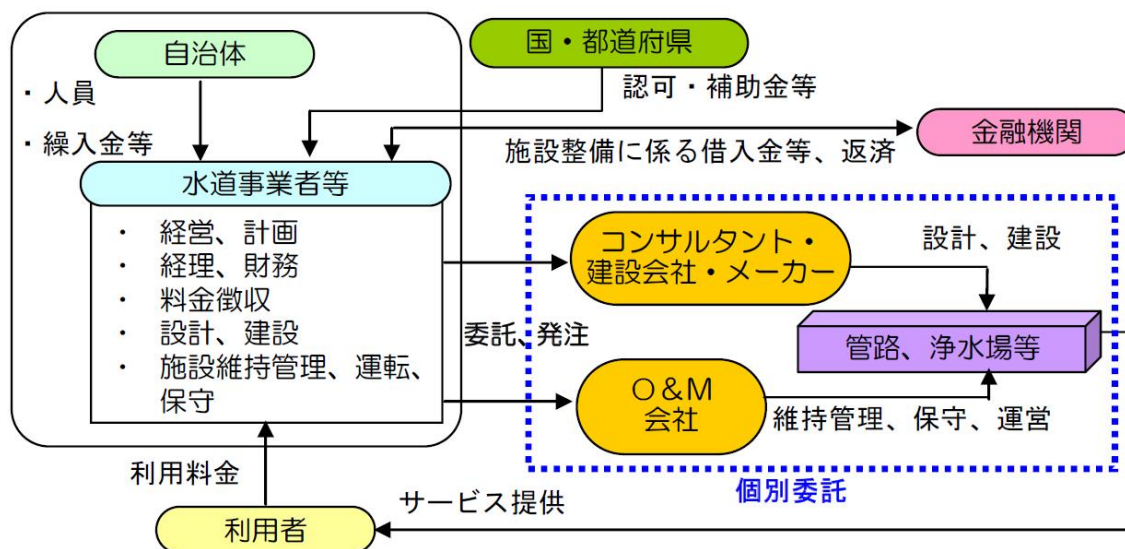 自治体
国・都道府県
・人員
・繰入金等
認可・補助金等
金融機関
施設整備に係る借入金等、返済
水道事業者等
・ 経営、計画
・ 経理、財務
・ 料金徴収
・ 設計、建設
・ 施設維持管理、運転、
保守
委託、発注
コンサルタント・
建設会社・メーカー
設計、建設
管路、浄水場等
O&M
会社
維持管理、保守、運営
個別委託
利用料金
サービス提供
利用者